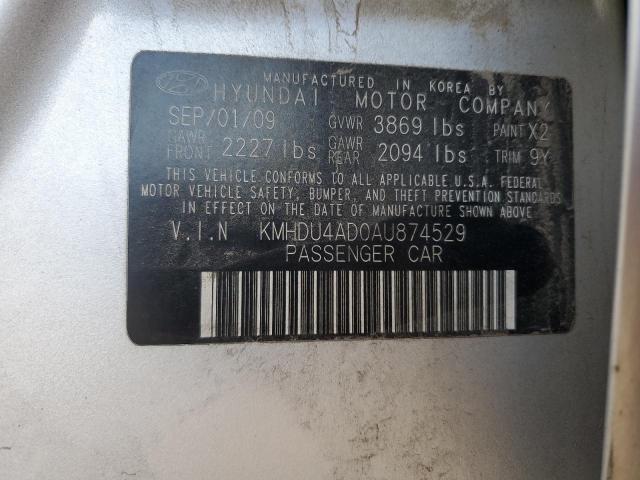 MANUFACTURED IN KOREA BY
HYUNDAI MOTOR COMPANY
SEP/01/09 GVWR 3869 lbs PAINT X2
GAWR FRONT 2227 lbs GAWR REAR 2094 lbs TRIM 9Y
THIS VEHICLE CONFORMS TO ALL APPLICABLE U.S.A. FEDERAL
MOTOR VEHICLE SAFETY, BUMPER, AND THEFT PREVENTION STANDARDS
IN EFFECT ON THE DATE OF MANUFACTURE SHOWN ABOVE.
V.I.N KMHDU4AD0AU874529
PASSENGER CAR